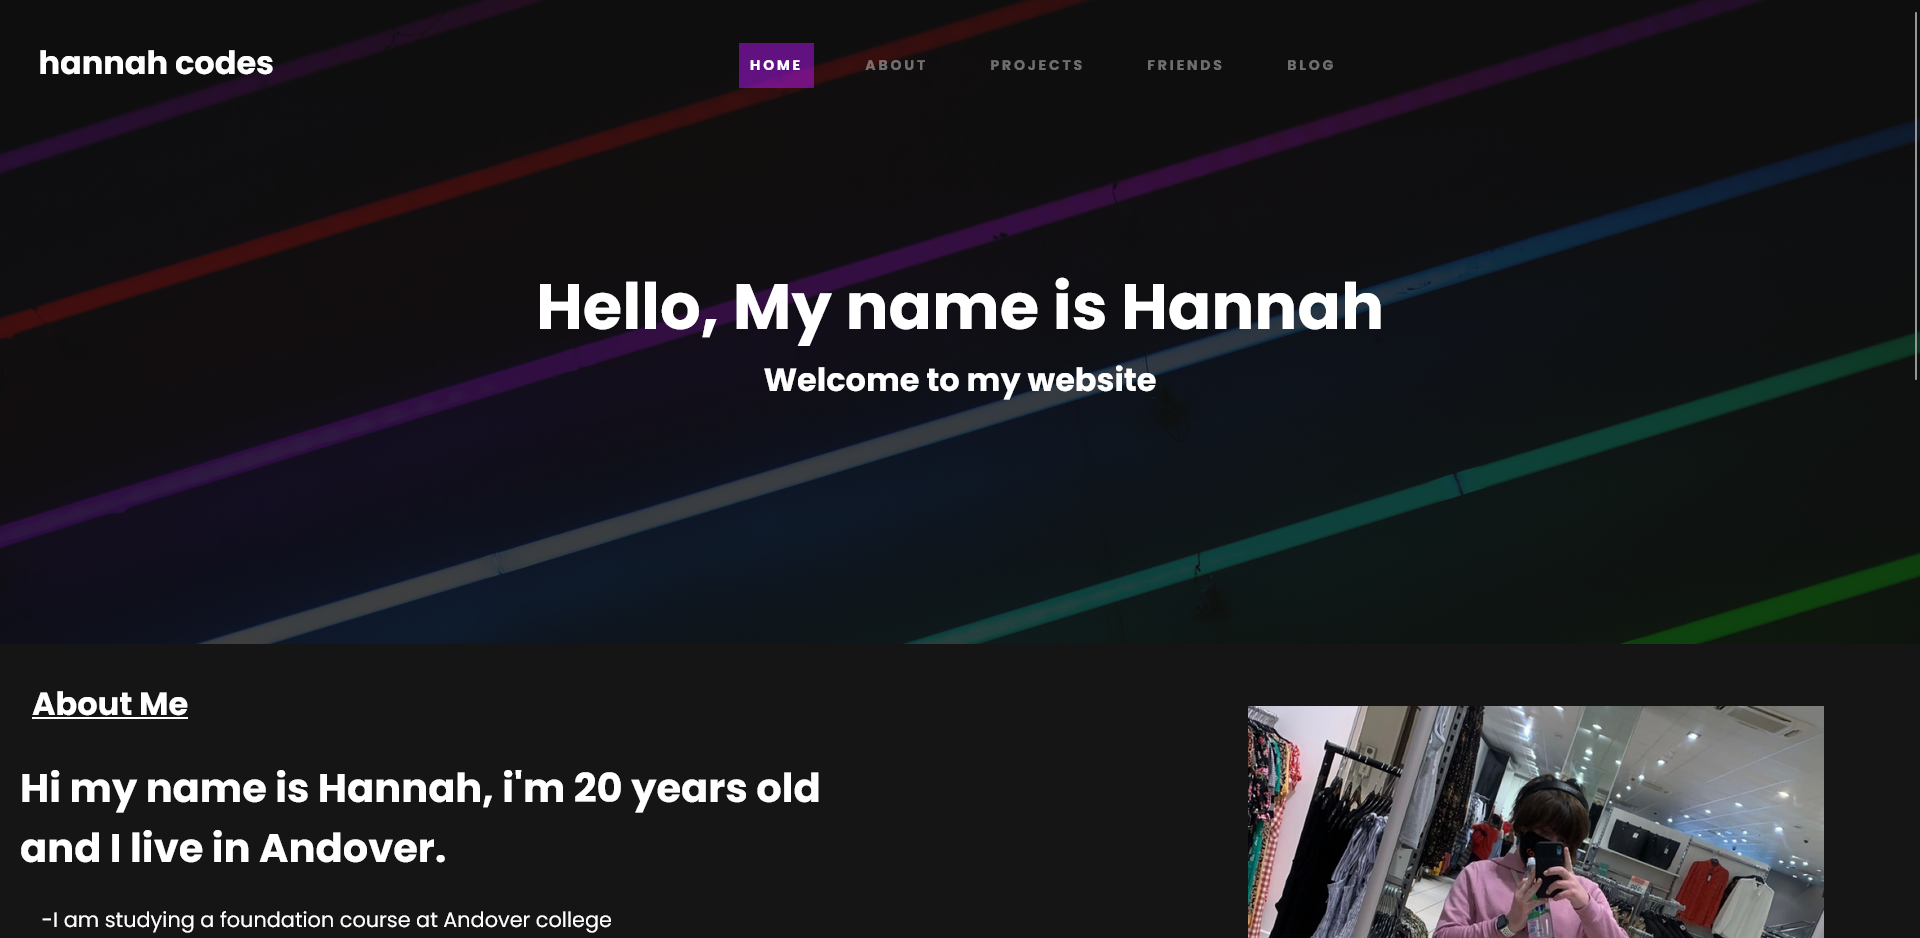 hannah codes
HOME ABOUT PROJECTS FRIENDS BLOG
Hello, My name is Hannah
Welcome to my website
About Me
Hi my name is Hannah, i'm 20 years old
and I live in Andover.
-I am studying a foundation course at Andover college